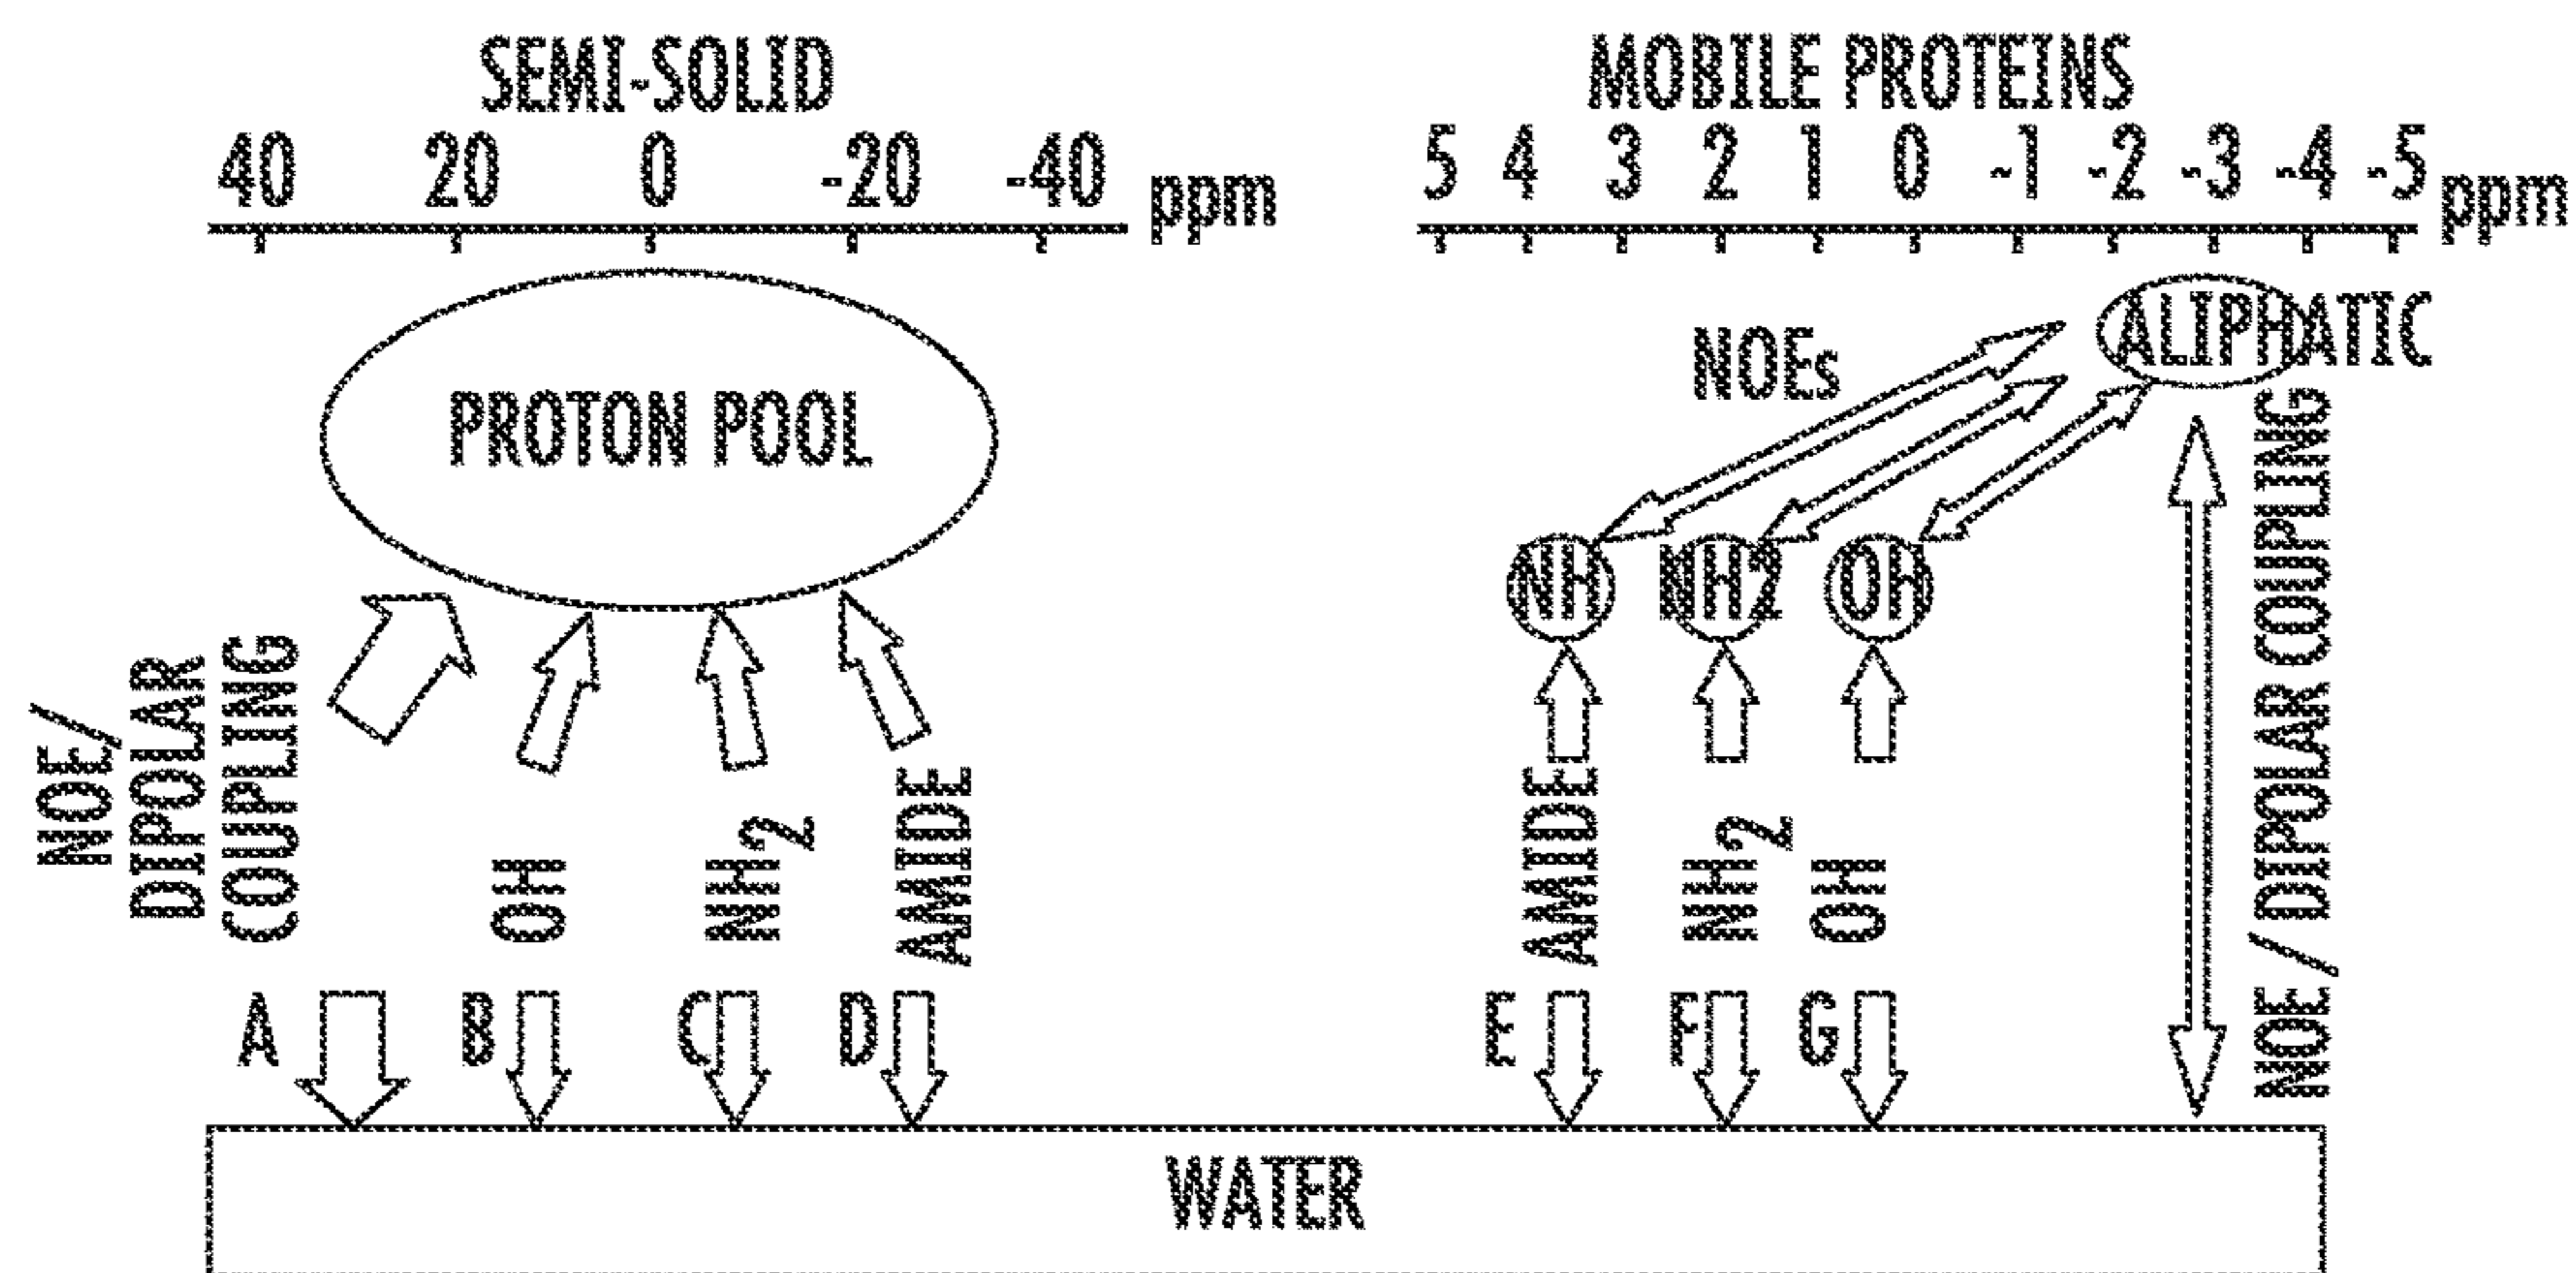 SEMI-SOLID
40 20 0 -20 -40 ppm
PROTON POOL
NOE/
DIPOLAR
COUPLING
OH
NH2
AMIDE
A B C D
MOBILE PROTEINS
5 4 3 2 1 0 -1 -2 -3 -4 -5 ppm
ALIPHATIC
NOEs
NH NH2 OH
AMIDE
NH2
OH
NOE / DIPOLAR COUPLING
E F G
WATER